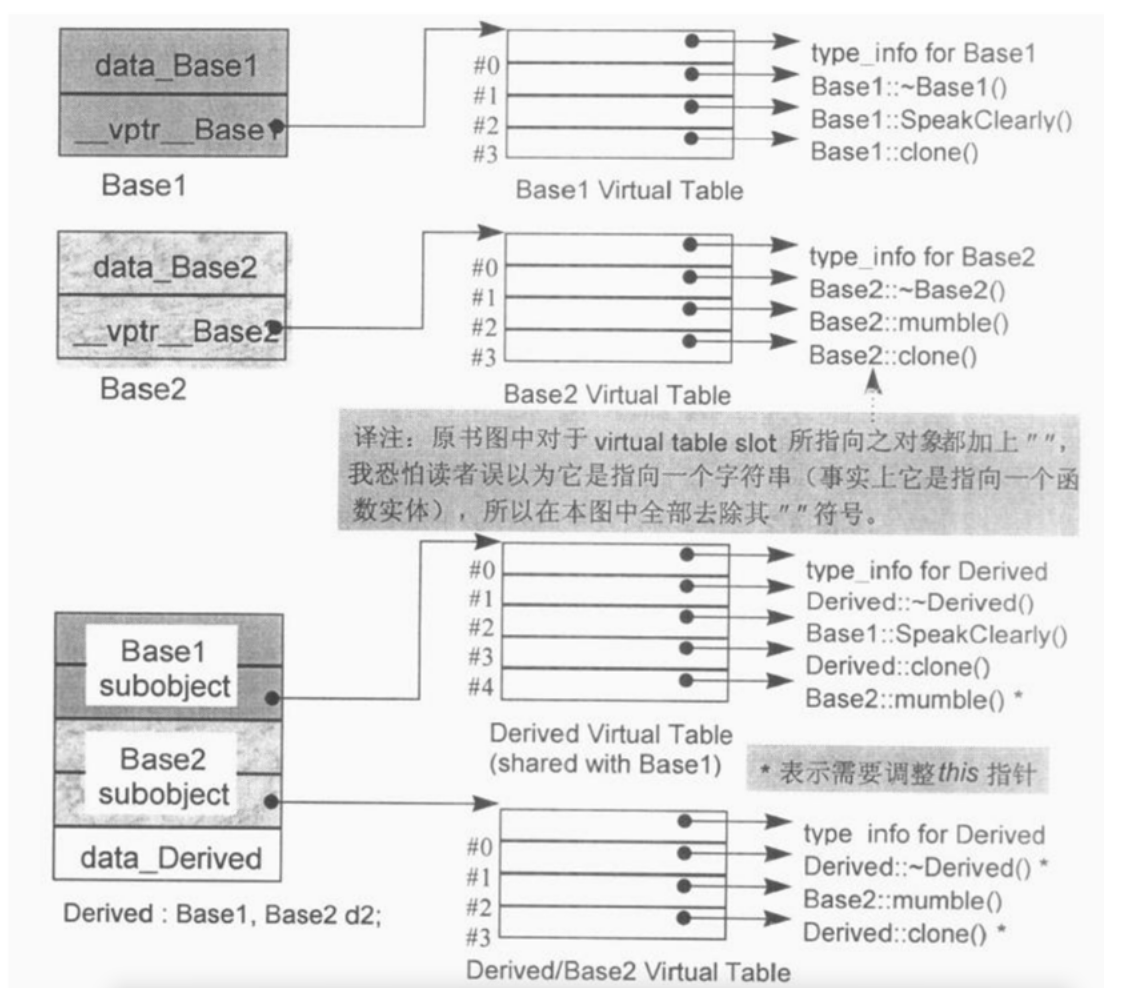 data_Base1
__vptr__Base1
Base1
#0
#1
#2
#3
type_info for Base1
Base1::~Base1()
Base1::SpeakClearly()
Base1::clone()
Base1 Virtual Table
data_Base2
__vptr__Base2
Base2
#0
#1
#2
#3
type_info for Base2
Base2::~Base2()
Base2::mumble()
Base2::clone()
Base2 Virtual Table
译注：原书图中对于 virtual table slot 所指向之对象都加上 " "，
我恐怕读者误以为它是指向一个字符串（事实上它是指向一个函
数实体），所以在本图中全部去除其 " " 符号。
Base1
subobject
Base2
subobject
data_Derived
Derived : Base1, Base2 d2;
#0
#1
#2
#3
#4
type_info for Derived
Derived::~Derived()
Base1::SpeakClearly()
Derived::clone()
Base2::mumble() *
Derived Virtual Table
(shared with Base1)
* 表示需要调整this 指针
#0
#1
#2
#3
type info for Derived
Derived::~Derived() *
Base2::mumble()
Derived::clone() *
Derived/Base2 Virtual Table